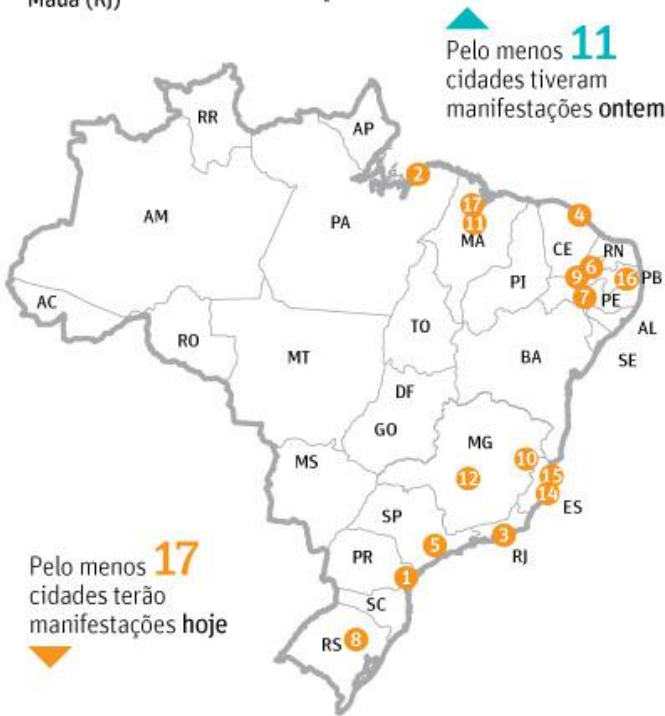 Mauá (RJ)
Pelo menos 11
cidades tiveram
manifestações ontem
RR
AP
2
AM
PA
17
11
MA
4
CE
RN
6
9
16
PB
PI
7
PE
AC
TO
AL
RO
MT
BA
SE
DF
GO
MG
MS
10
12
15
14
ES
SP
3
5
RJ
PR
1
SC
RS
8
Pelo menos 17
cidades terão
manifestações hoje